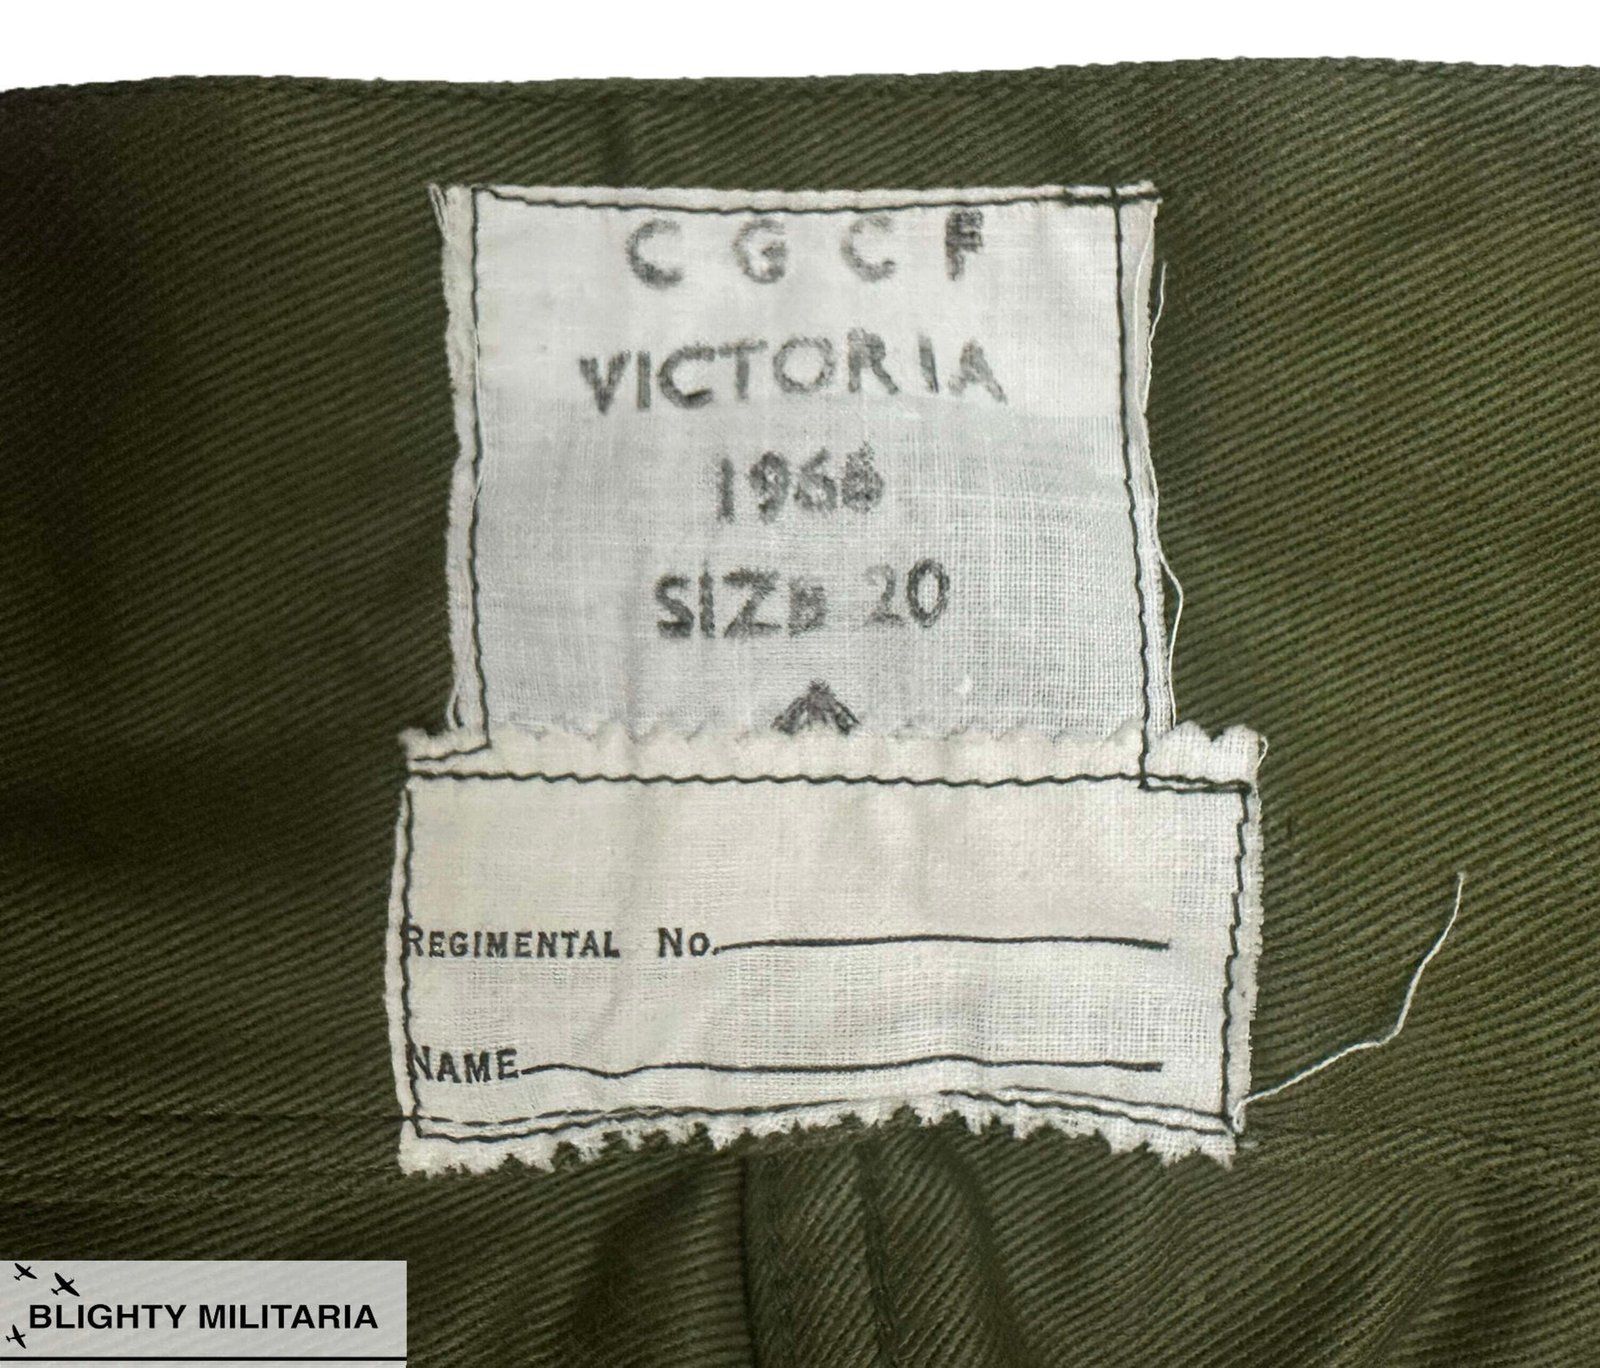 C G C F
VICTORIA
1966
SIZE 20
REGIMENTAL No.
NAME
BLIGHTY MILITARIA